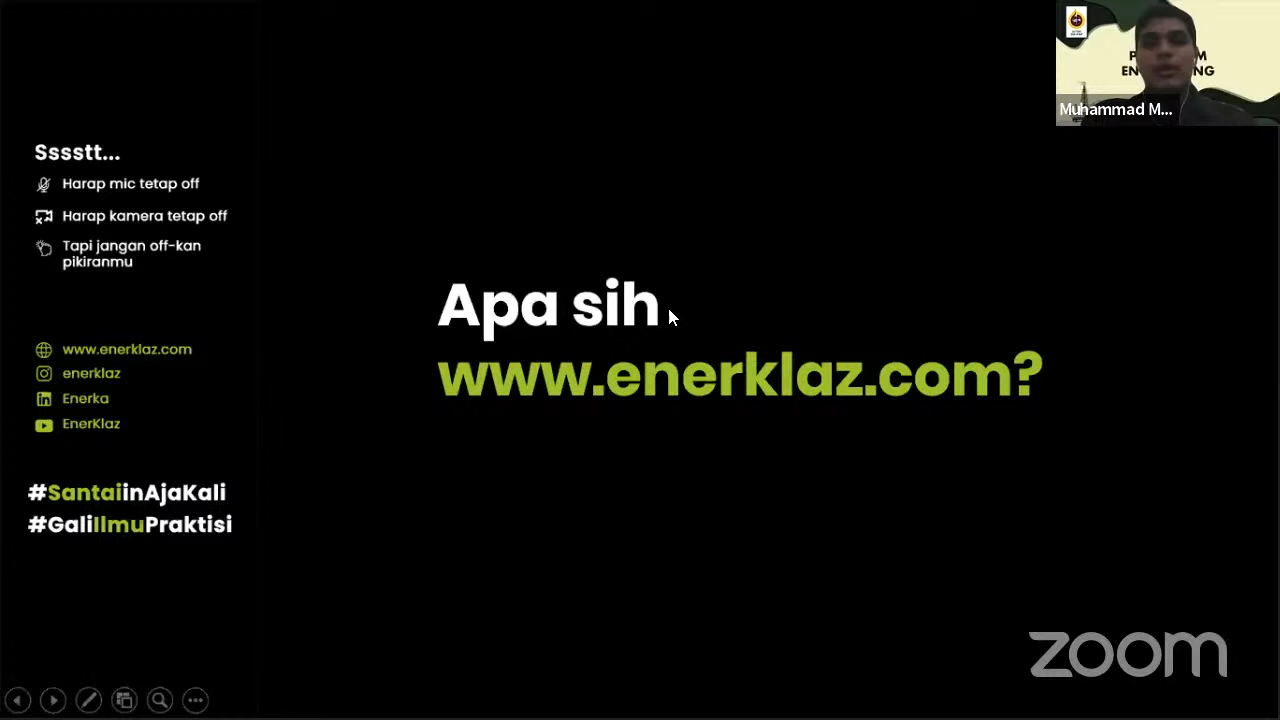 Sssstt...
Harap mic tetap off
Harap kamera tetap off
Tapi jangan off-kan
pikiranmu
www.enerklaz.com
enerklaz
Enerka
EnerKlaz
#SantaiinAjaKali
#GaliIlmuPraktisi
Apa sih
www.enerklaz.com?
Muhammad M...
zoom